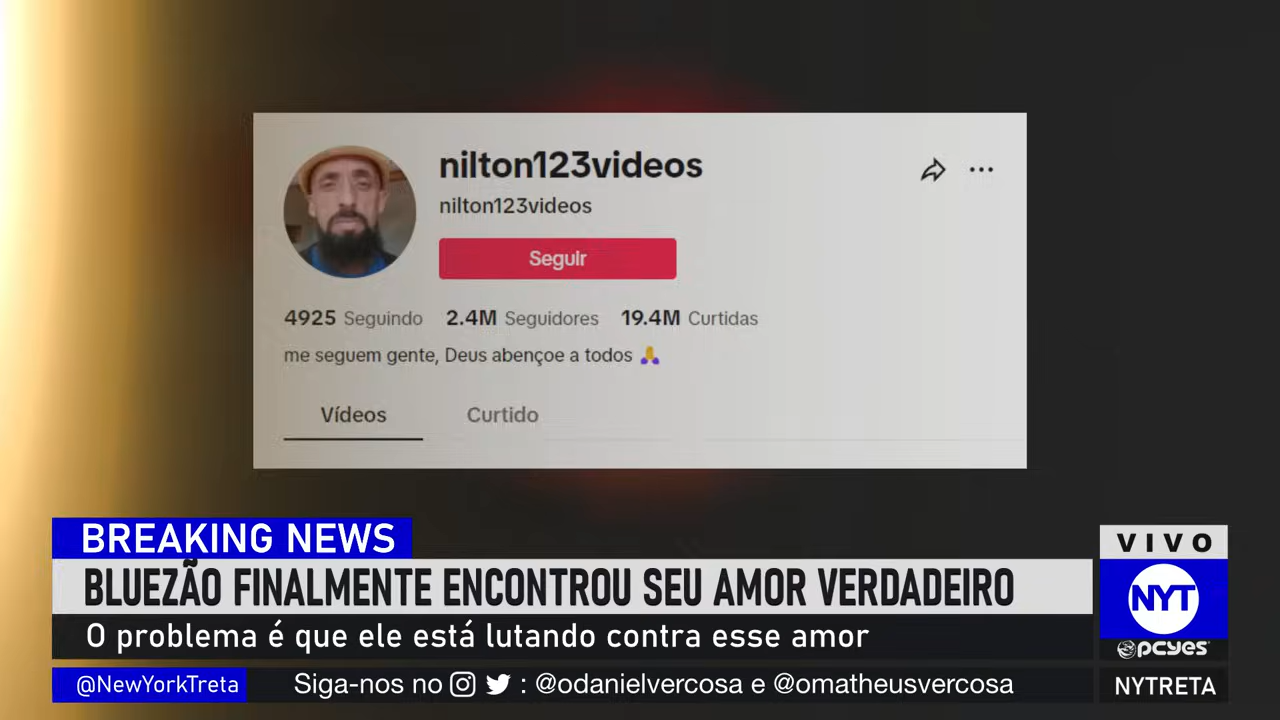 nilton123videos
nilton123videos
Seguir
4925 Seguindo 2.4M Seguidores 19.4M Curtidas
me seguem gente, Deus abençoe a todos 🙏
Vídeos Curtido
BREAKING NEWS
BLUEZÃO FINALMENTE ENCONTROU SEU AMOR VERDADEIRO
O problema é que ele está lutando contra esse amor
@NewYorkTreta Siga-nos no : @odanielvercosa e @omatheusvercosa
VIVO
NYT
pcyes
NYTRETA